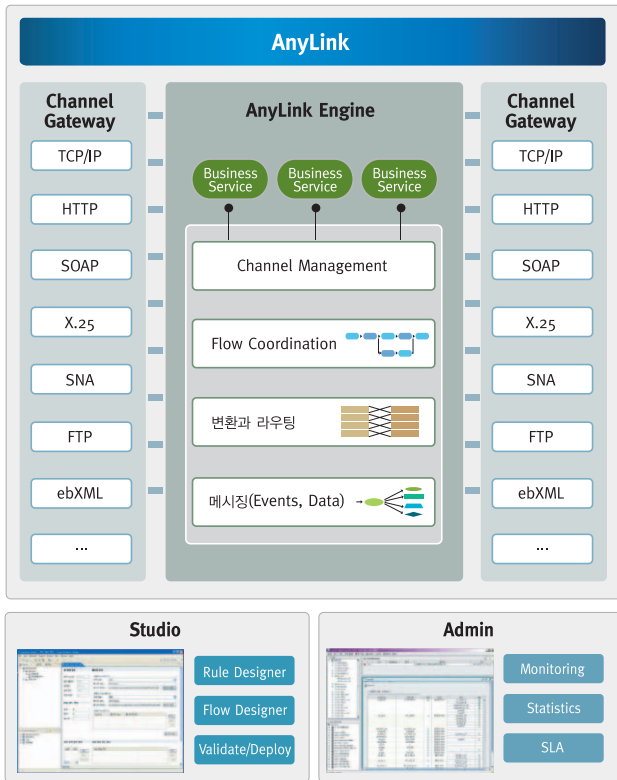 AnyLink
Channel
Gateway
TCP/IP
HTTP
SOAP
X.25
SNA
FTP
ebXML
...
AnyLink Engine
Business
Service
Business
Service
Business
Service
Channel Management
Flow Coordination
변환과 라우팅
메시징(Events, Data)
Channel
Gateway
TCP/IP
HTTP
SOAP
X.25
SNA
FTP
ebXML
...
Studio
Rule Designer
Flow Designer
Validate/Deploy
Admin
Monitoring
Statistics
SLA